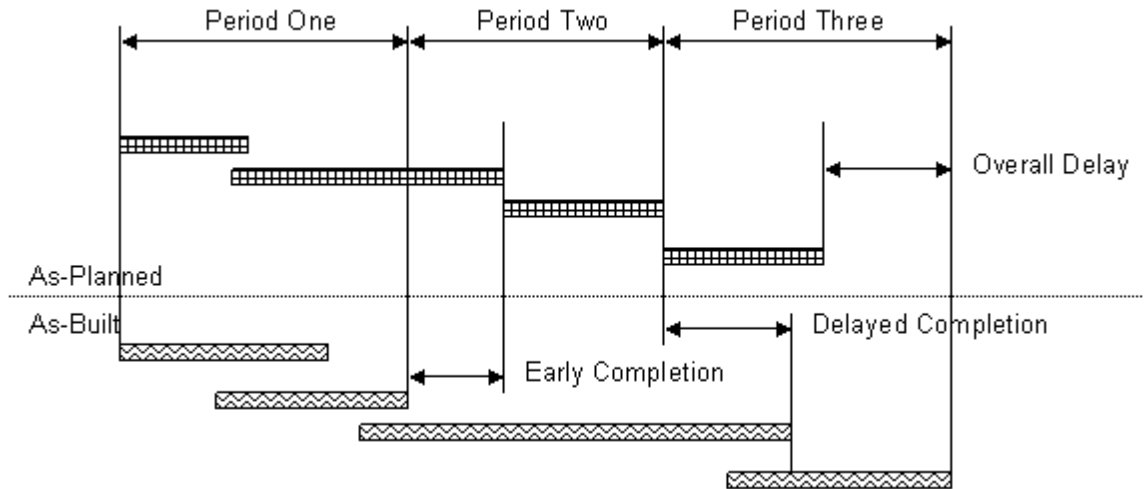 Period One
Period Two
Period Three
Overall Delay
As-Planned
As-Built
Delayed Completion
Early Completion